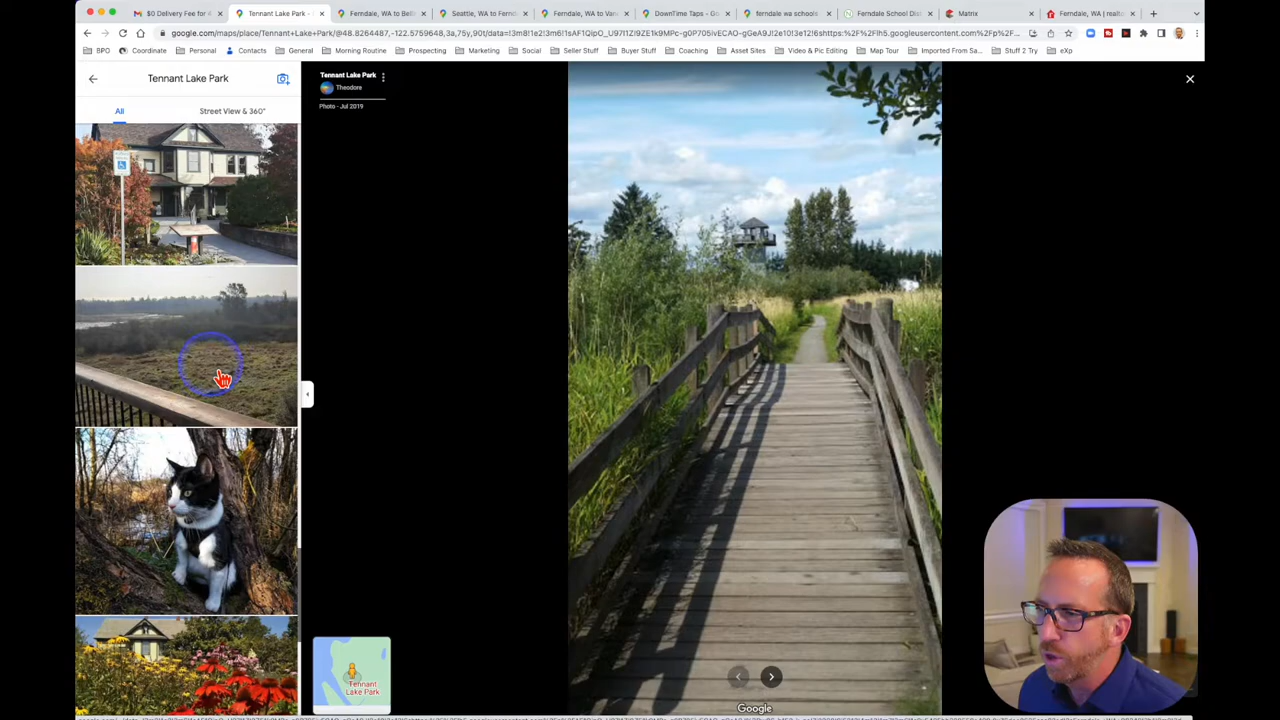 $0 Delivery Fee for A
Tennant Lake Park - G
Ferndale, WA to Bell
Seattle, WA to Fernd
Ferndale, WA to Van
DownTime Taps - Go
ferndale wa schools
Ferndale School Dist
Matrix
Ferndale, WA | realto
BPO
Coordinate
Personal
Contacts
General
Morning Routine
Prospecting
Marketing
Social
Seller Stuff
Buyer Stuff
Coaching
Asset Sites
Video & Pic Editing
Map Tour
Imported From Sa...
Stuff 2 Try
eXp
Tennant Lake Park
All
Street View & 360°
Tennant Lake Park
Theodore
Photo - Jul 2019
Tennant
Lake Park
Google